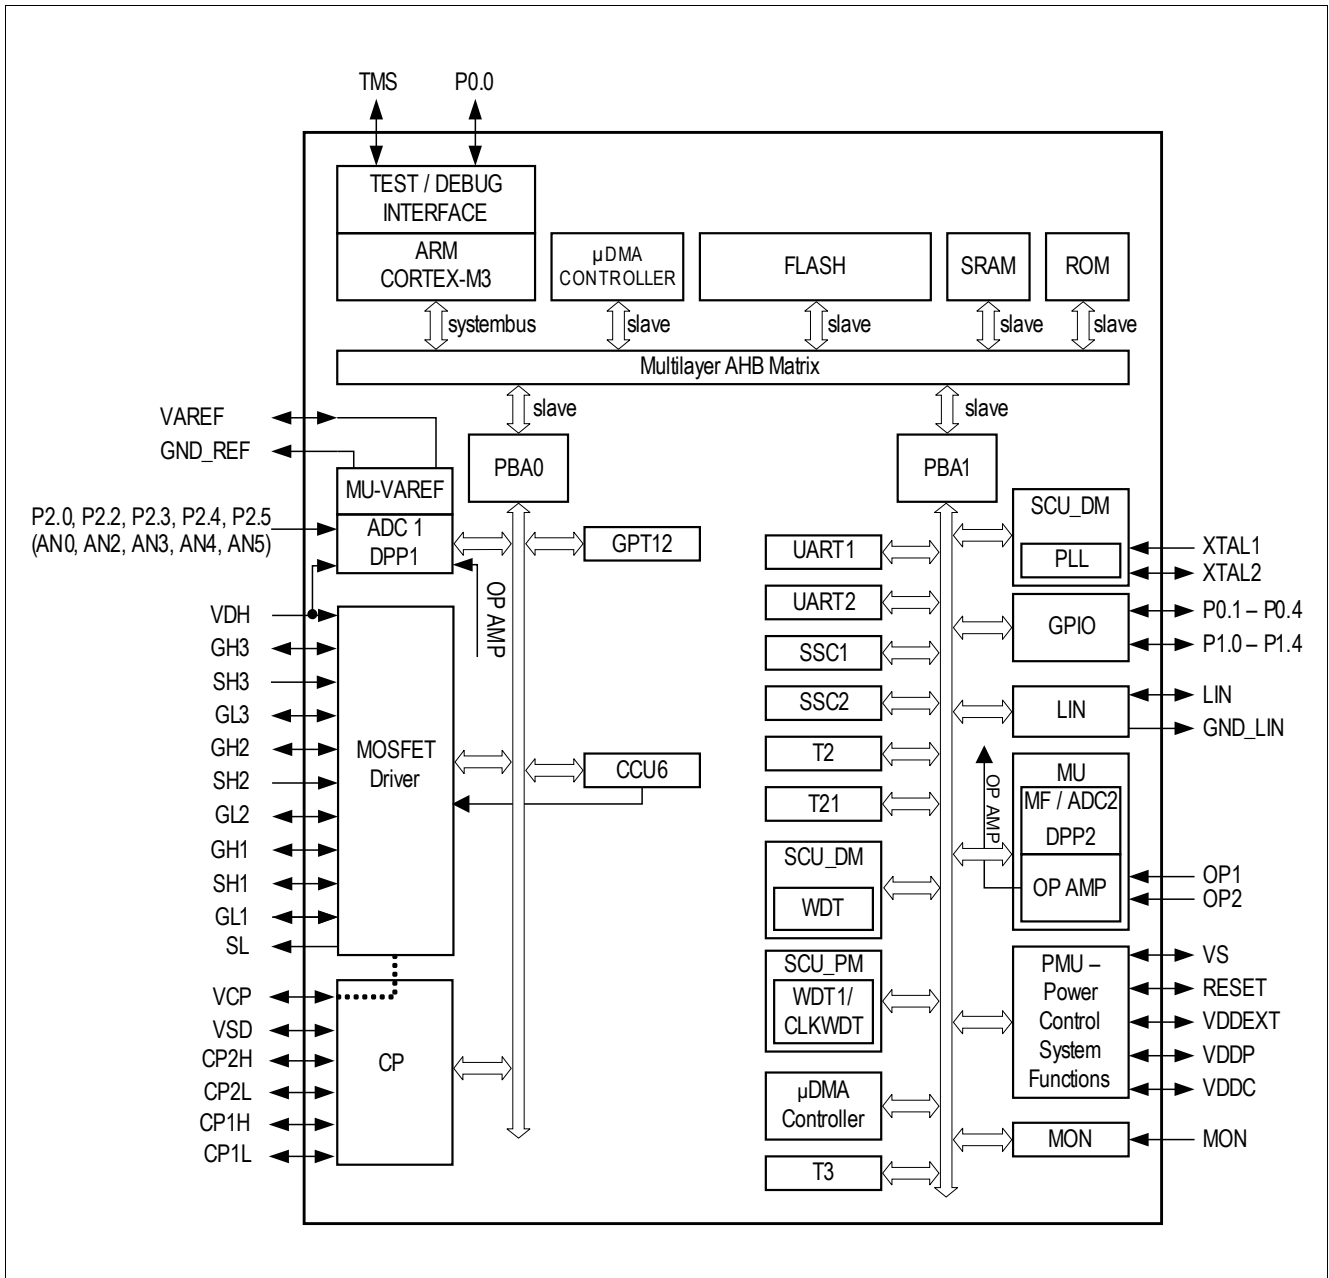 TMS
P0.0
TEST / DEBUG
INTERFACE
ARM
CORTEX-M3
µDMA
CONTROLLER
FLASH
SRAM
ROM
systembus
slave
slave
slave
slave
Multilayer AHB Matrix
slave
slave
VAREF
GND_REF
PBA0
PBA1
MU-VAREF
ADC 1
DPP1
P2.0, P2.2, P2.3, P2.4, P2.5
(AN0, AN2, AN3, AN4, AN5)
GPT12
OP AMP
VDH
GH3
SH3
GL3
GH2
SH2
GL2
GH1
SH1
GL1
SL
MOSFET
Driver
CCU6
VCP
VSD
CP2H
CP2L
CP1H
CP1L
CP
UART1
UART2
SSC1
SSC2
T2
T21
SCU_DM
WDT
SCU_PM
WDT1/
CLKWDT
µDMA
Controller
T3
SCU_DM
PLL
XTAL1
XTAL2
GPIO
P0.1 – P0.4
P1.0 – P1.4
LIN
LIN
GND_LIN
OP AMP
MU
MF / ADC2
DPP2
OP AMP
OP1
OP2
PMU –
Power
Control
System
Functions
VS
RESET
VDDEXT
VDDP
VDDC
MON
MON